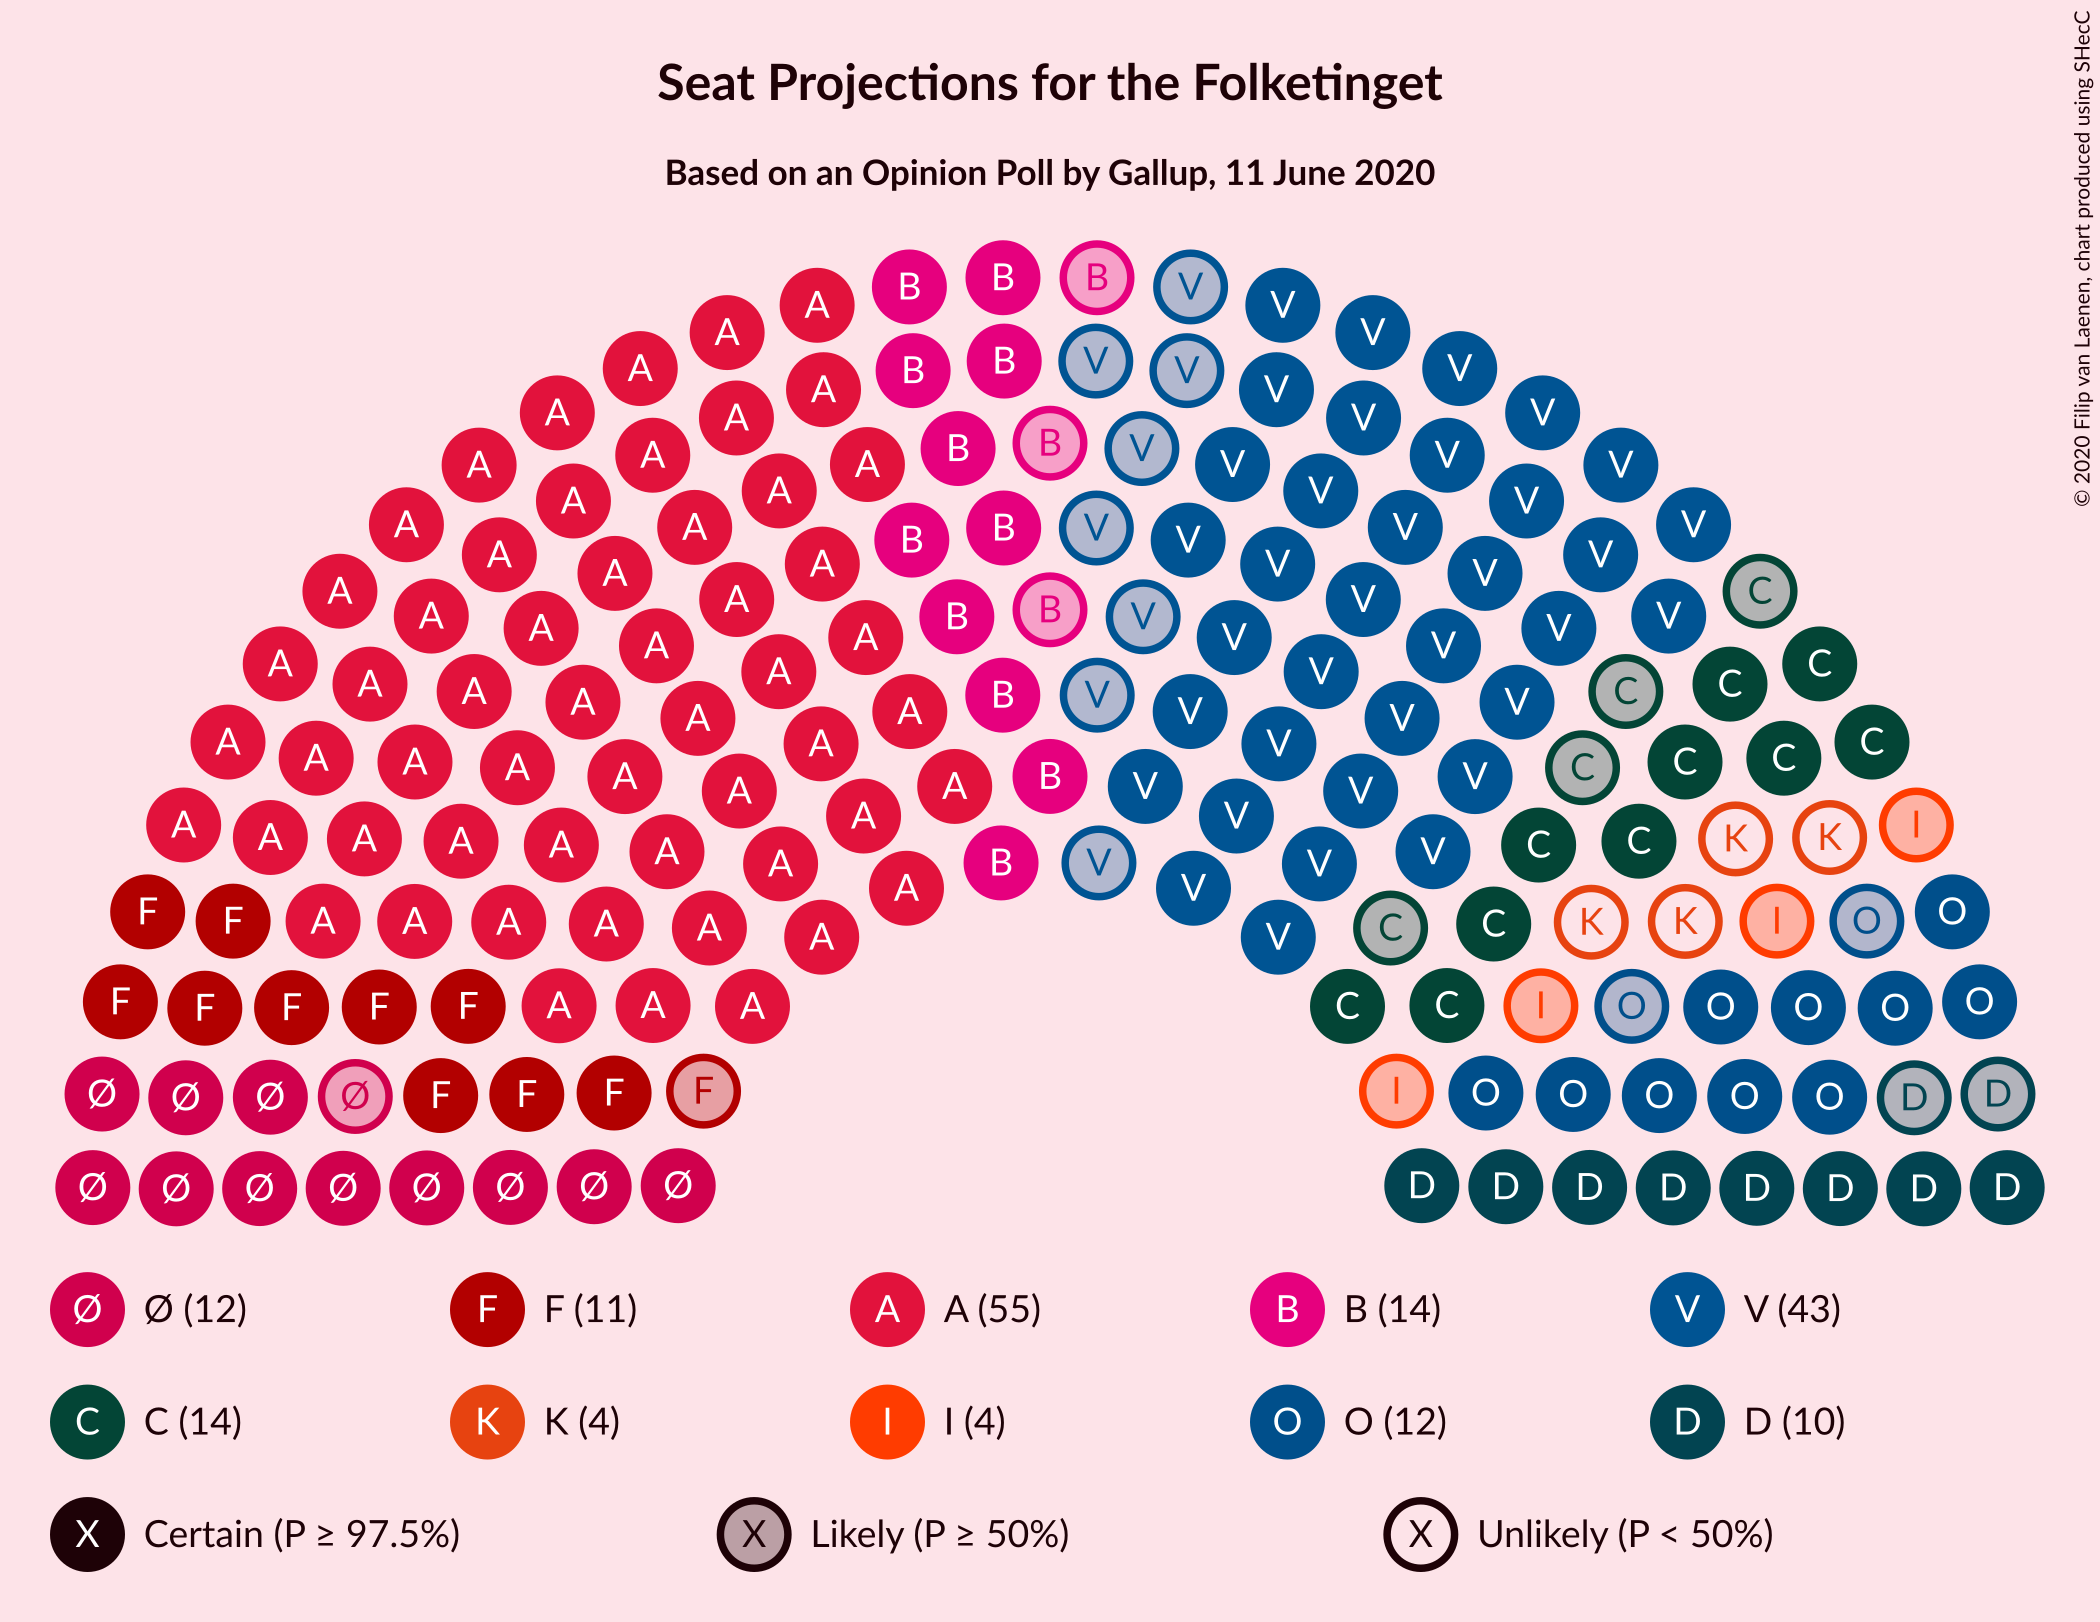 Seat Projections for the Folketinget
Based on an Opinion Poll by Gallup, 11 June 2020
© 2020 Filip van Laenen, chart produced using SHecC
B B B V
A V
A V
B B V V
A V
A A V V
A V
B B V
A A V V
A A V V
A A V V
A A V V
B B V V
A A V V
A A V V
A A V V
A A V C
B B V
A A V V
A A V V
A A V V
A A C C
A A C C
B V
A A V V
A A V V
A A C C
A A C C
A B V V
A A A V V V
A A C C
A A A V C C
A A K K I
A A C C
A B V V
A A V V
F F A A A A A A V V C C K K I O O
F F F F F A A A C C I O O O O O
Ø Ø Ø Ø F F F F I O O O O O D D
Ø Ø Ø Ø Ø Ø Ø Ø D D D D D D D D
Ø Ø (12) F F (11) A A (55) B B (14) V V (43)
C C (14) K K (4) I I (4) O O (12) D D (10)
X Certain (P ≥ 97.5%) X Likely (P ≥ 50%) X Unlikely (P < 50%)